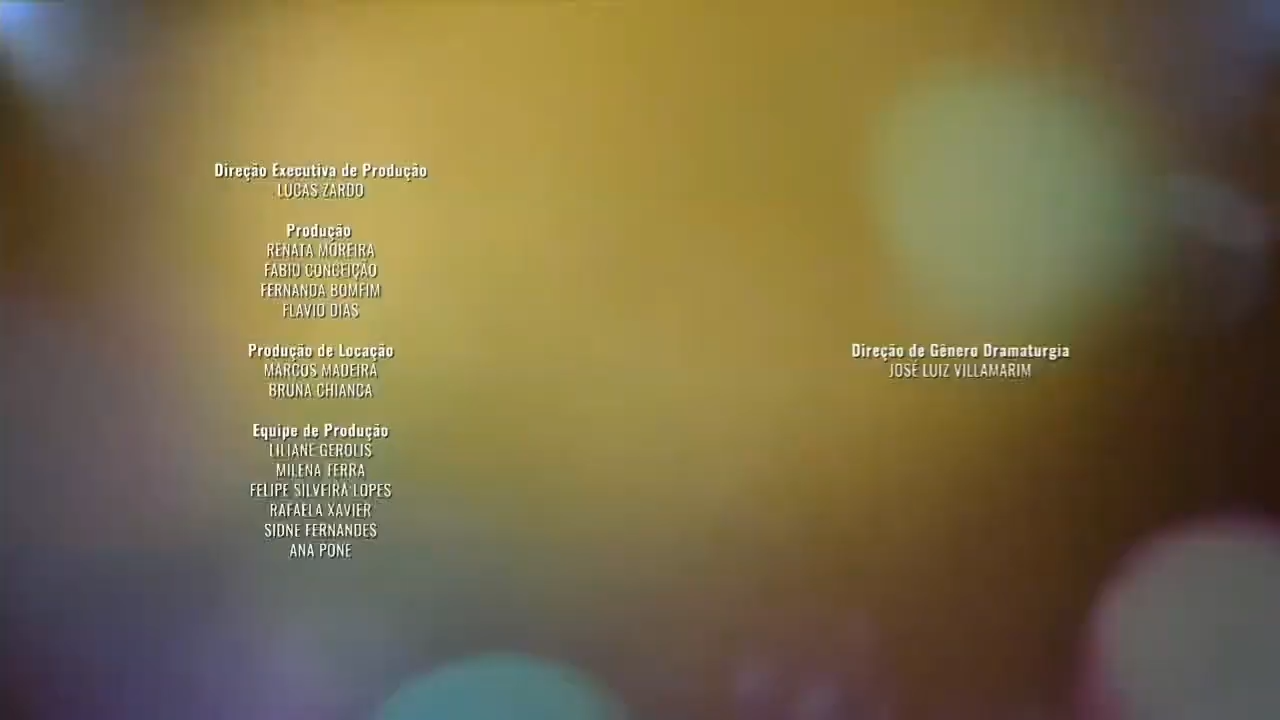 Direção Executiva de Produção
LUCAS ZARDO
Produção
RENATA MOREIRA
FABIO CONCEIÇÃO
FERNANDA BOMFIM
FLAVIO DIAS
Produção de Locação
MARCOS MADEIRA
BRUNA CHIANCA
Equipe de Produção
LILIANE GEROLIS
MILENA FERRA
FELIPE SILVEIRA LOPES
RAFAELA XAVIER
SIDNE FERNANDES
ANA PONE
Direção de Gênero Dramaturgia
JOSÉ LUIZ VILLAMARIM